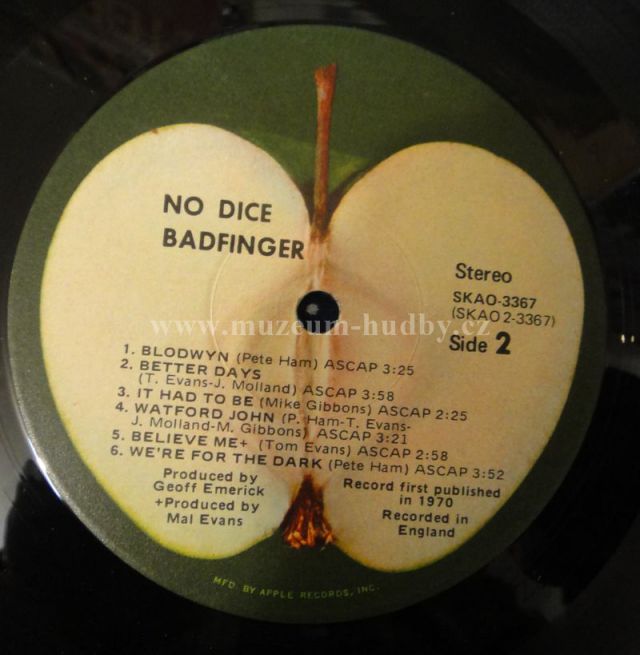 NO DICE
BADFINGER
Stereo
SKAO-3367
(SKAO 2-3367)
Side 2
www.muzeum-hudby.cz
1. BLODWYN (Pete Ham) ASCAP 3:25
2. BETTER DAYS
(T. Evans-J. Molland) ASCAP 3:58
3. IT HAD TO BE (Mike Gibbons) ASCAP 2:25
4. WATFORD JOHN (P. Ham-T. Evans-
J. Molland-M. Gibbons) ASCAP 3:21
5. BELIEVE ME+ (Tom Evans) ASCAP 2:58
6. WE'RE FOR THE DARK (Pete Ham) ASCAP 3:52
Produced by
Geoff Emerick
+Produced by
Mal Evans
Record first published
in 1970
Recorded in
England
MFD. BY APPLE RECORDS, INC.